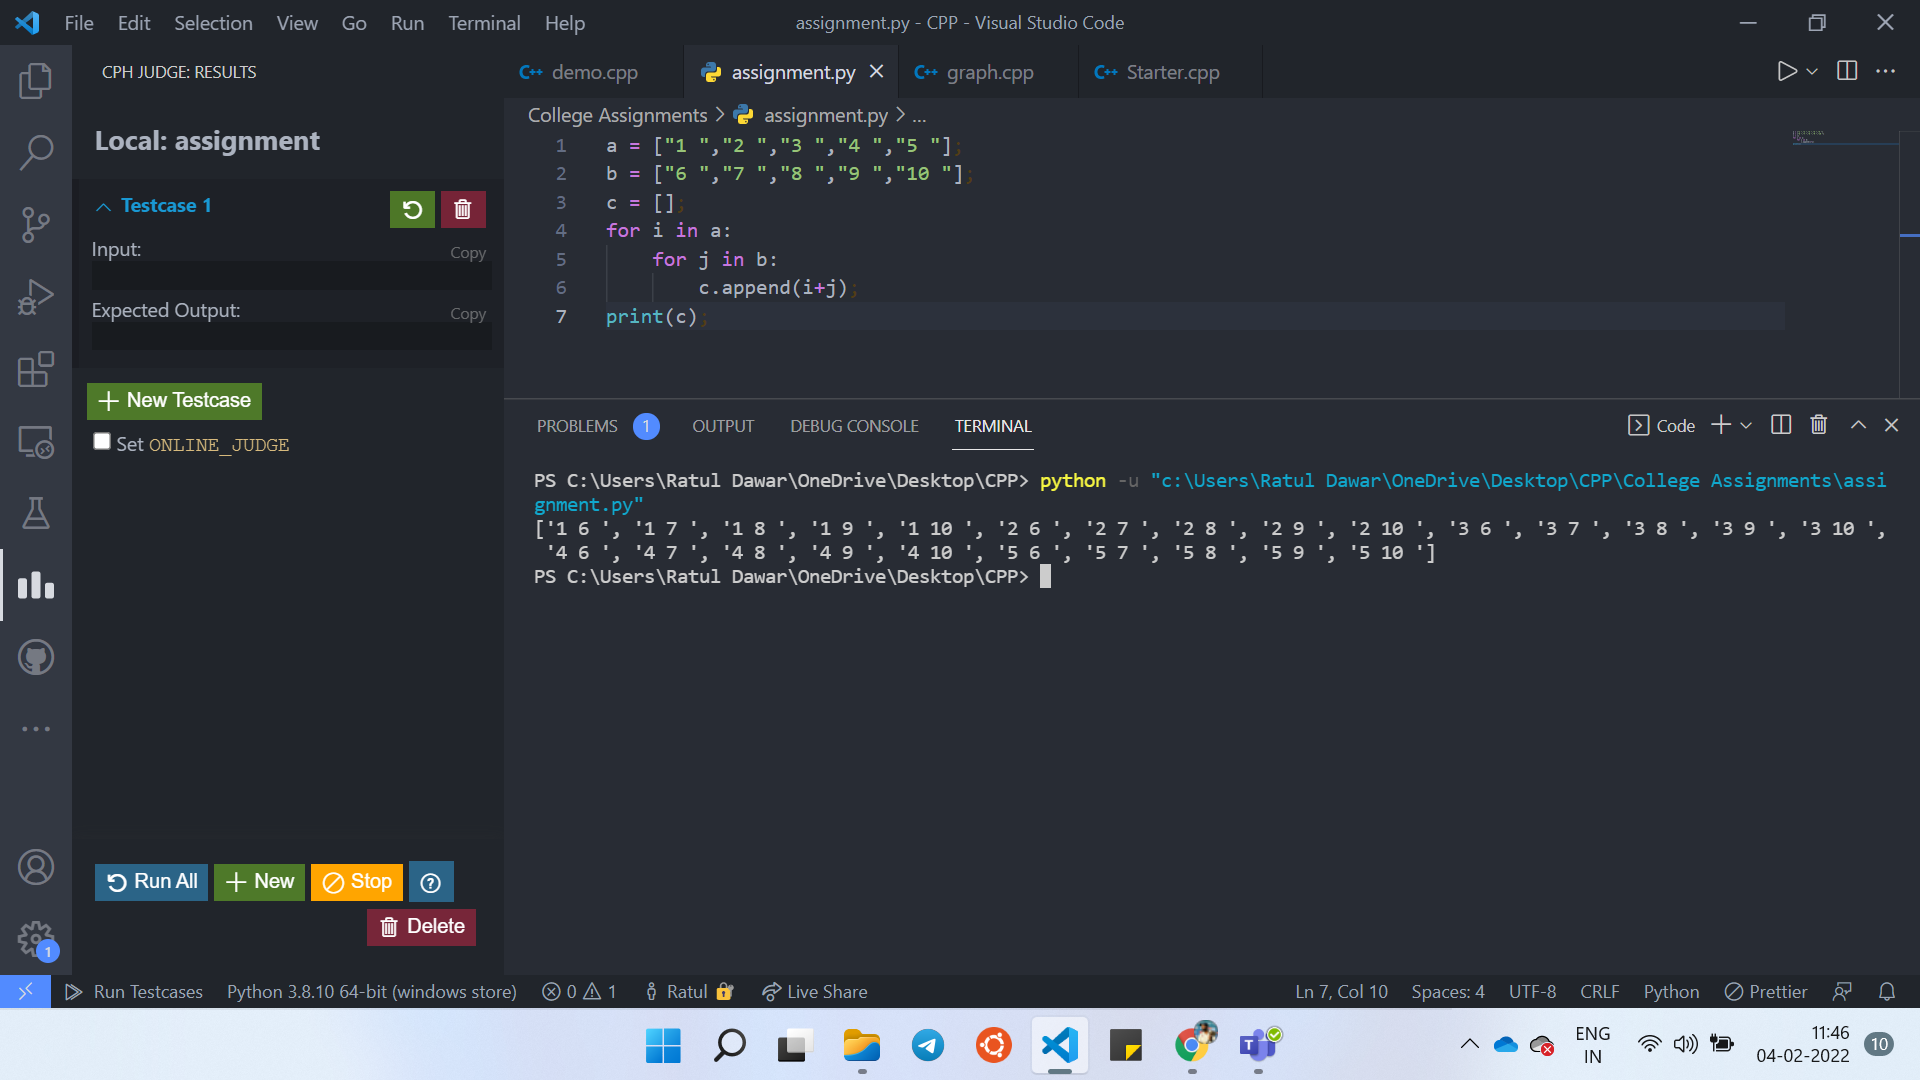 File Edit Selection View Go Run Terminal Help
assignment.py - CPP - Visual Studio Code
CPH JUDGE: RESULTS
Local: assignment
Testcase 1
Input:
Copy
Expected Output:
Copy
New Testcase
Set ONLINE_JUDGE
Run All New Stop
Delete
demo.cpp assignment.py graph.cpp Starter.cpp
College Assignments > assignment.py > ...
1 a = ["1 ","2 ","3 ","4 ","5 "];
2 b = ["6 ","7 ","8 ","9 ","10 "];
3 c = [];
4 for i in a:
5     for j in b:
6         c.append(i+j);
7 print(c);
PROBLEMS 1 OUTPUT DEBUG CONSOLE TERMINAL
Code
PS C:\Users\Ratul Dawar\OneDrive\Desktop\CPP> python -u "c:\Users\Ratul Dawar\OneDrive\Desktop\CPP\College Assignments\assi
gnment.py"
['1 6 ', '1 7 ', '1 8 ', '1 9 ', '1 10 ', '2 6 ', '2 7 ', '2 8 ', '2 9 ', '2 10 ', '3 6 ', '3 7 ', '3 8 ', '3 9 ', '3 10 ',
'4 6 ', '4 7 ', '4 8 ', '4 9 ', '4 10 ', '5 6 ', '5 7 ', '5 8 ', '5 9 ', '5 10 ']
PS C:\Users\Ratul Dawar\OneDrive\Desktop\CPP>
1
Run Testcases Python 3.8.10 64-bit (windows store) 0 1 Ratul Live Share
Ln 7, Col 10 Spaces: 4 UTF-8 CRLF Python Prettier
ENG
IN
11:46
04-02-2022
10